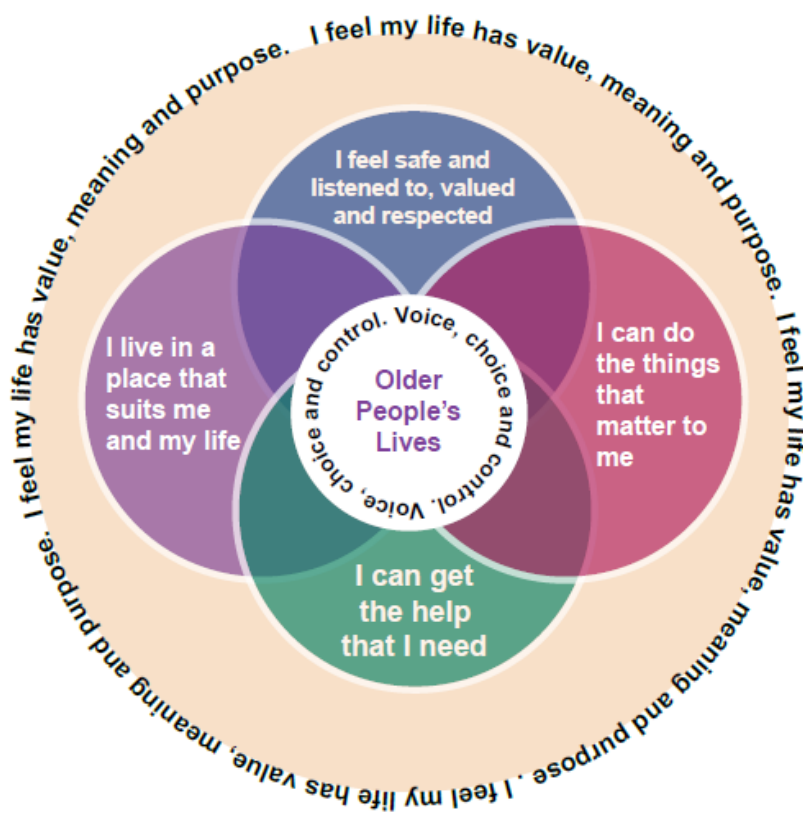 I feel my life has value, meaning and purpose.
I feel my life has value, meaning and purpose .
I feel my life has value, meaning and purpose.
I feel my life has value, meaning and purpose.
I feel safe and
listened to, valued
and respected
I live in a
place that
suits me
and my life
Voice, choice and control.
Voice, choice and control.
Older
People's
Lives
I can do
the things
that
matter to
me
I can get
the help
that I need